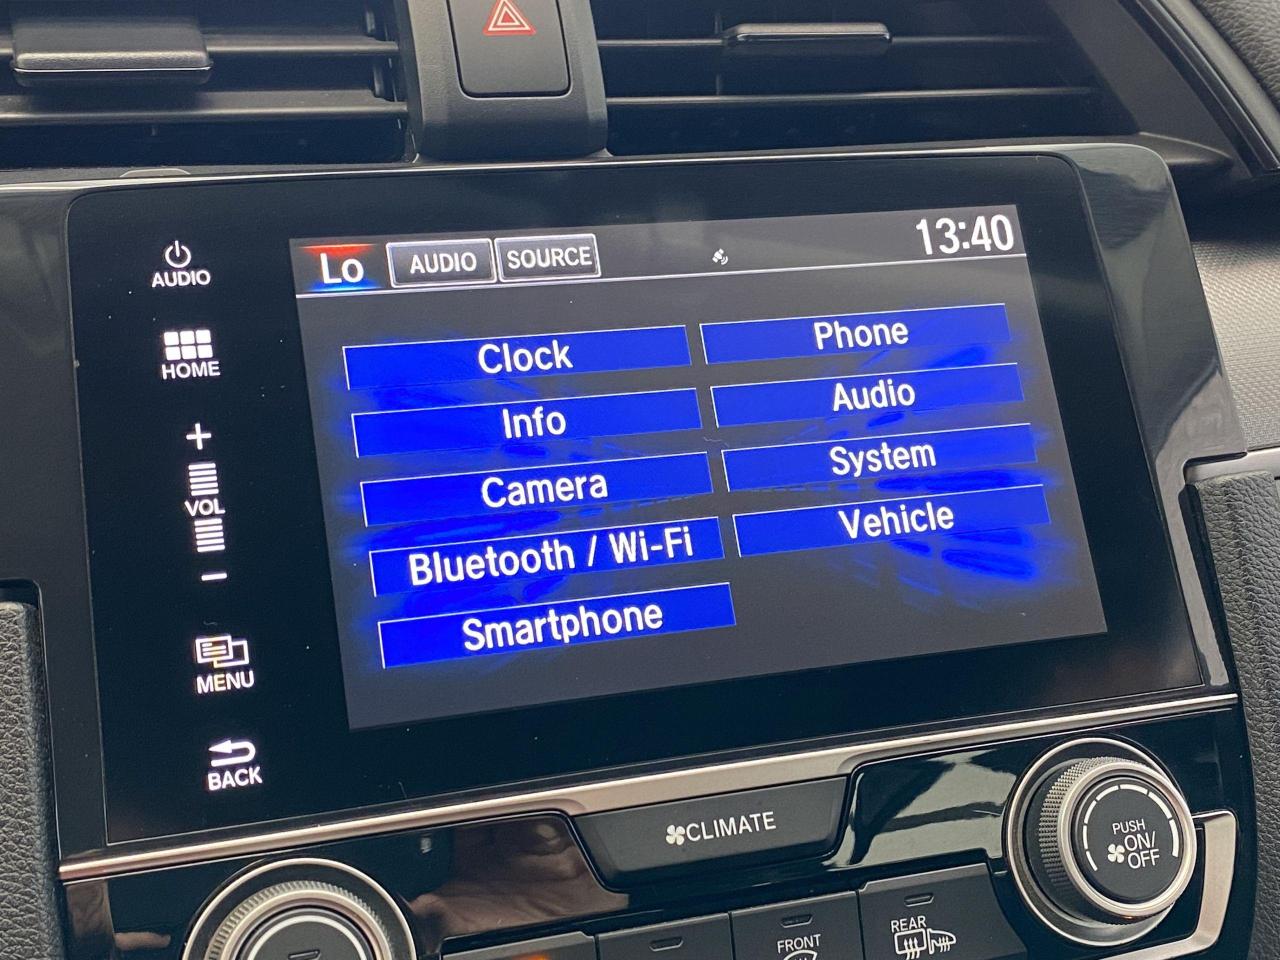 AUDIO
HOME
+
VOL
−
MENU
BACK
Lo
AUDIO
SOURCE
13:40
Clock
Phone
Info
Audio
Camera
System
Bluetooth / Wi-Fi
Vehicle
Smartphone
CLIMATE
PUSH
ON/
OFF
FRONT
REAR